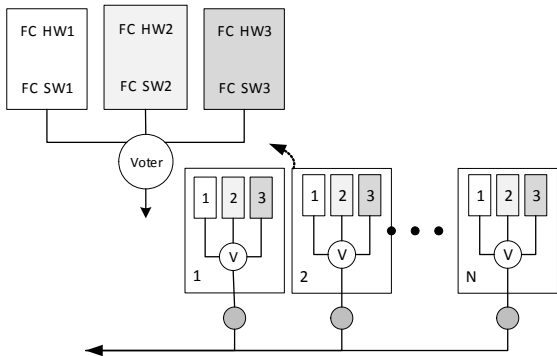 FC HW1 FC HW2 FC HW3
FC SW1 FC SW2 FC SW3
Voter
1 2 3 1 2 3 1 2 3
V V V
1 2 N